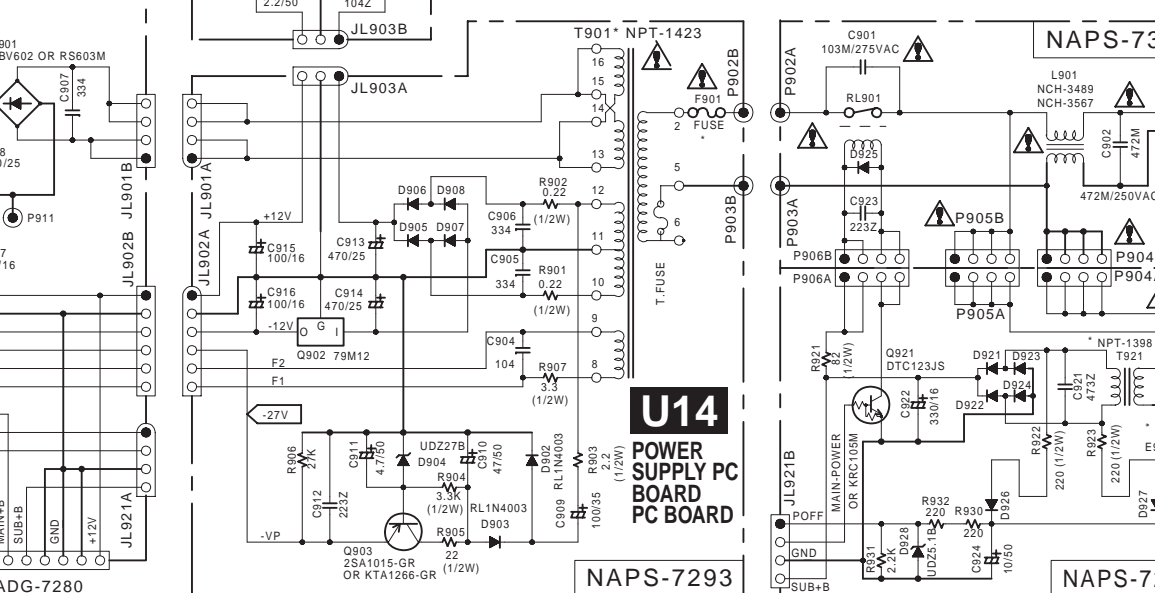 2.2/50
104Z
JL903B
901
BV602 OR RS603M
C907
334
JL903A
T901* NPT-1423
16
15
14
13
12
11
10
9
8
F901
FUSE
*
2
5
6
T.FUSE
P902B
P903B
P902A
P903A
C901
103M/275VAC
RL901
D925
C923
223Z
NAPS-73
L901
NCH-3489
NCH-3567
C902
472M
472M/250VAC
P905B
P906B
P906A
P905A
P904
P904
8
/25
JL901B
JL901A
P911
7
/16
JL902B
JL902A
+12V
C915
100/16
C916
100/16
-12V
C913
470/25
C914
470/25
O
G
I
Q902 79M12
D906
D908
D905
D907
C906
334
C905
334
R902
0.22
(1/2W)
R901
0.22
(1/2W)
C904
104
R907
3.3
(1/2W)
F2
F1
-27V
U14
POWER
SUPPLY PC
BOARD
PC BOARD
R906
27K
C912
223Z
C911
4.7/50
UDZ27B
D904
C910
47/50
R904
3.3K
(1/2W)
RL1N4003
D903
R905
22
(1/2W)
D902
RL1N4003
C909
100/35
R903
2.2
(1/2W)
-VP
Q903
2SA1015-GR
OR KTA1266-GR
NAPS-7293
JL921A
MAIN+B
SUB+B
GND
+12V
ADG-7280
R921
82
(1/2W)
Q921
DTC123JS
C922
330/16
D921
D923
D922
D924
* NPT-1398
T921
C921
473Z
R922
220 (1/2W)
R923
220 (1/2W)
*
E9
MAIN-POWER
OR KRC105M
JL921B
POFF
GND
SUB+B
R931
2.2K
D928
UDZ5.1B
R932
220
R930
220
D926
C924
10/50
D927
NAPS-72